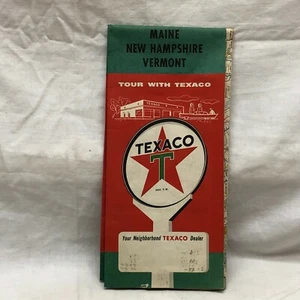 MAINE
NEW HAMPSHIRE
VERMONT
TOUR WITH TEXACO
TEXACO
T
Your Neighborhood TEXACO Dealer